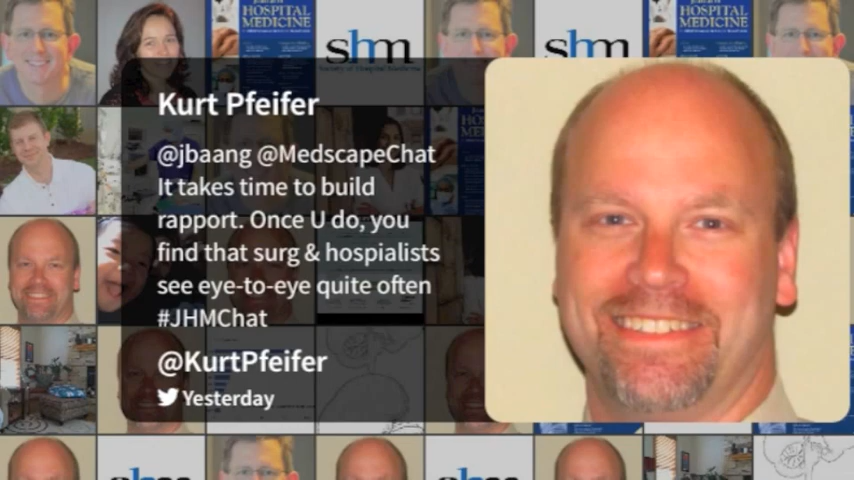 HOSPITAL
MEDICINE
shm
shm
HOSPITAL
MEDICINE
Kurt Pfeifer
@jbaang @MedscapeChat
It takes time to build
rapport. Once U do, you
find that surg & hospialists
see eye-to-eye quite often
#JHMChat
@KurtPfeifer
Yesterday